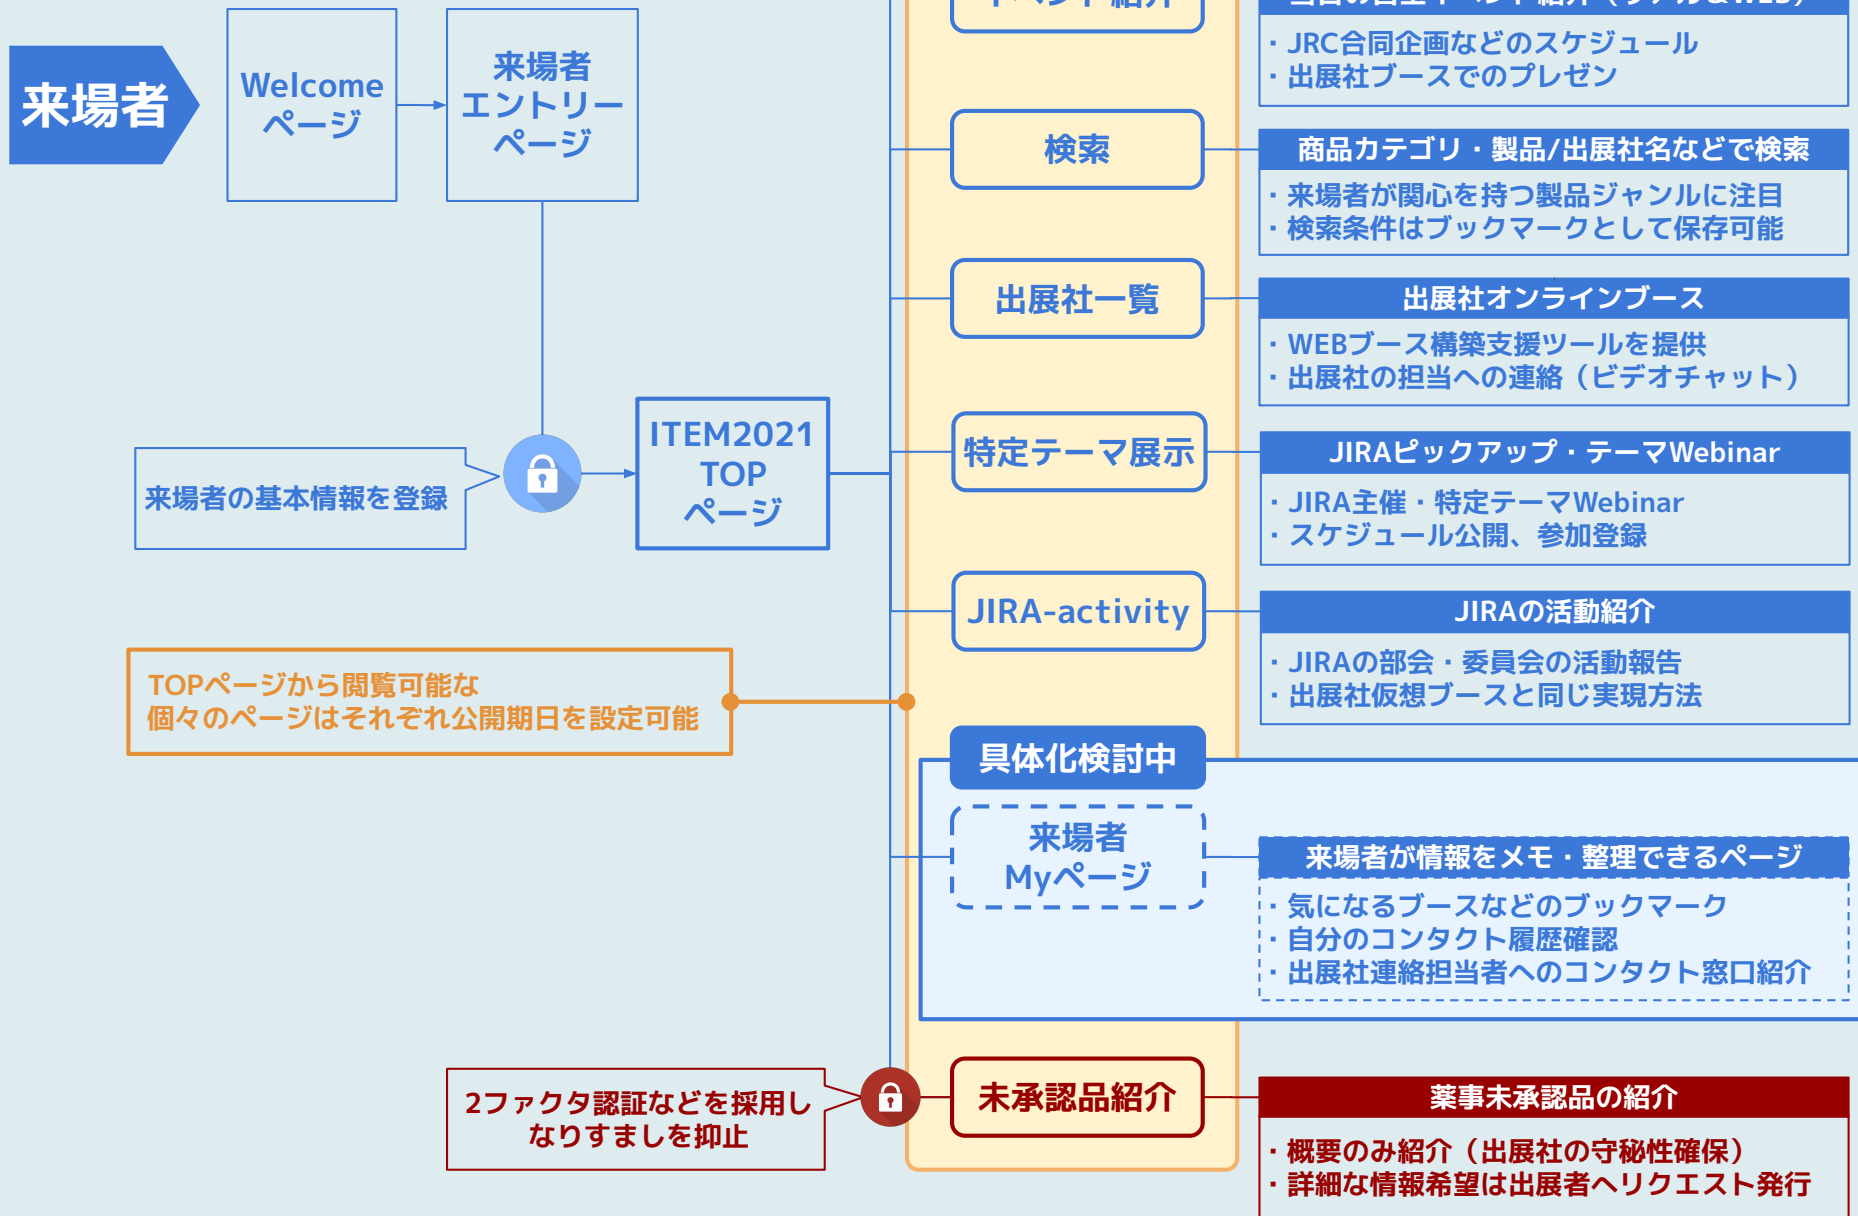 来場者
Welcome
ページ
来場者
エントリー
ページ
来場者の基本情報を登録
ITEM2021
TOP
ページ
TOPページから閲覧可能な
個々のページはそれぞれ公開期日を設定可能
・JRC合同企画などのスケジュール
・出展社ブースでのプレゼン
検索
商品カテゴリ・製品/出展社名などで検索
・来場者が関心を持つ製品ジャンルに注目
・検索条件はブックマークとして保存可能
出展社一覧
出展社オンラインブース
・WEBブース構築支援ツールを提供
・出展社の担当への連絡（ビデオチャット）
特定テーマ展示
JIRAピックアップ・テーマWebinar
・JIRA主催・特定テーマWebinar
・スケジュール公開、参加登録
JIRA-activity
JIRAの活動紹介
・JIRAの部会・委員会の活動報告
・出展社仮想ブースと同じ実現方法
具体化検討中
来場者
Myページ
来場者が情報をメモ・整理できるページ
・気になるブースなどのブックマーク
・自分のコンタクト履歴確認
・出展社連絡担当者へのコンタクト窓口紹介
2ファクタ認証などを採用し
なりすましを抑止
未承認品紹介
薬事未承認品の紹介
・概要のみ紹介（出展社の守秘性確保）
・詳細な情報希望は出展者へリクエスト発行